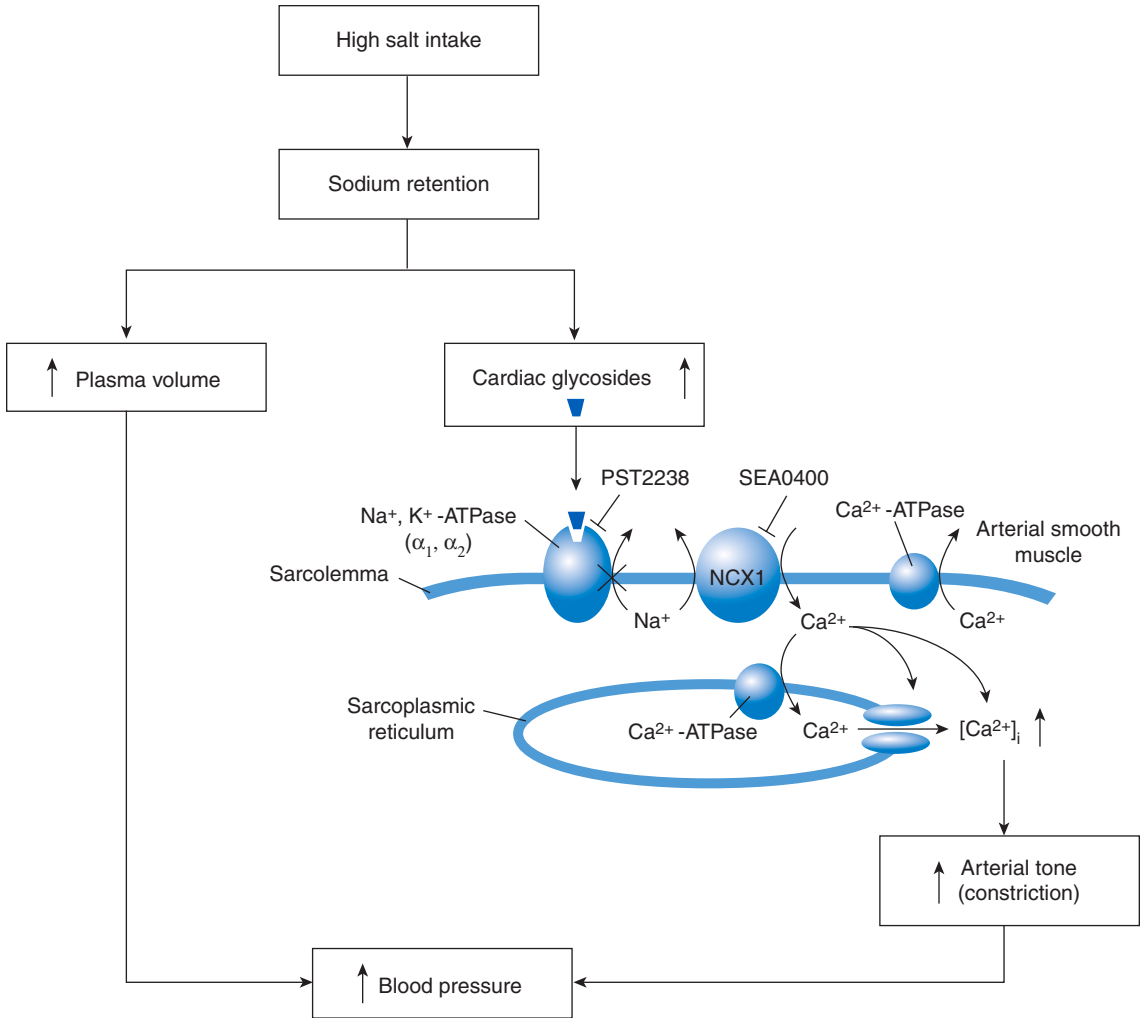 High salt intake
Sodium retention
↑ Plasma volume
Cardiac glycosides ↑
PST2238
SEA0400
Na⁺, K⁺ -ATPase
(α₁, α₂)
Ca²⁺ -ATPase
Arterial smooth
muscle
Sarcolemma
NCX1
Na⁺
Ca²⁺
Ca²⁺
Sarcoplasmic
reticulum
Ca²⁺ -ATPase
Ca²⁺
[Ca²⁺]ᵢ ↑
↑ Arterial tone
(constriction)
↑ Blood pressure